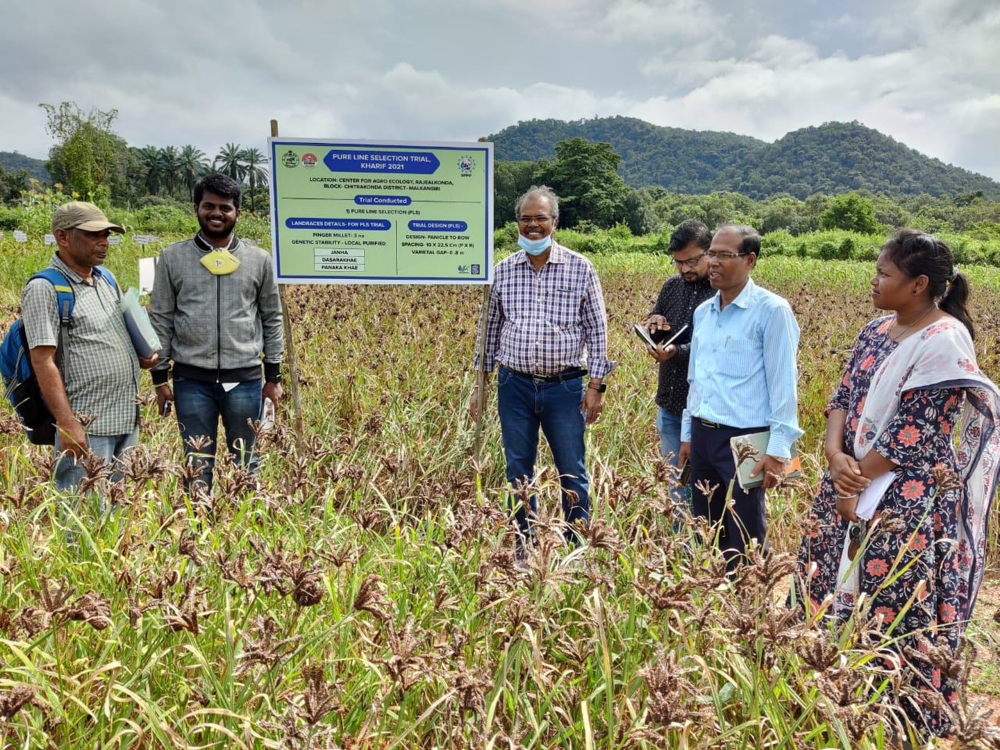 PURE LINE SELECTION TRIAL,
KHARIF 2021
LOCATION: CENTER FOR AGRO ECOLOGY, RAJEALKONDA,
BLOCK- CHITRAKONDA DISTRICT- MALKANGIRI
Trial Conducted
1) PURE LINE SELECTION (PLS)
LANDRACES DETAILS- FOR PLS TRIAL
FINGER MILLET- 3 no
GENETIC STABILITY - LOCAL PURIFIED
JANHA
DASARAKHAE
PANAKA KHAE
TRIAL DESIGN (PLS) -
DESIGN- PANICLE TO ROW
SPACING- 10 X 22.5 Cm (P X R)
VARIETAL GAP- 0 .8 m